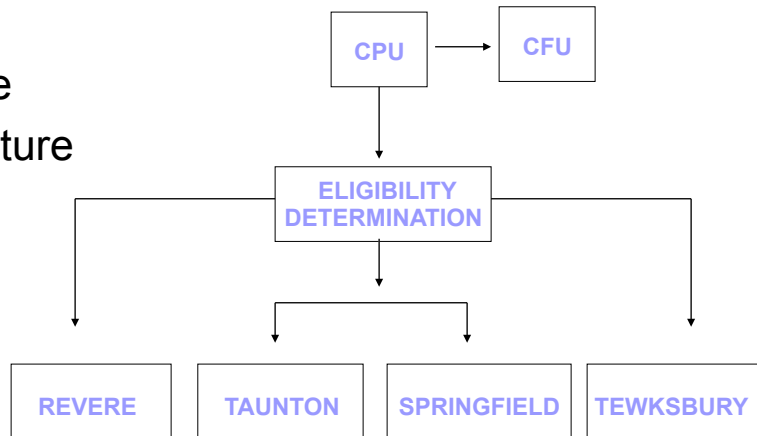 CPU
CFU
e
ture
ELIGIBILITY
DETERMINATION
REVERE
TAUNTON
SPRINGFIELD
TEWKSBURY